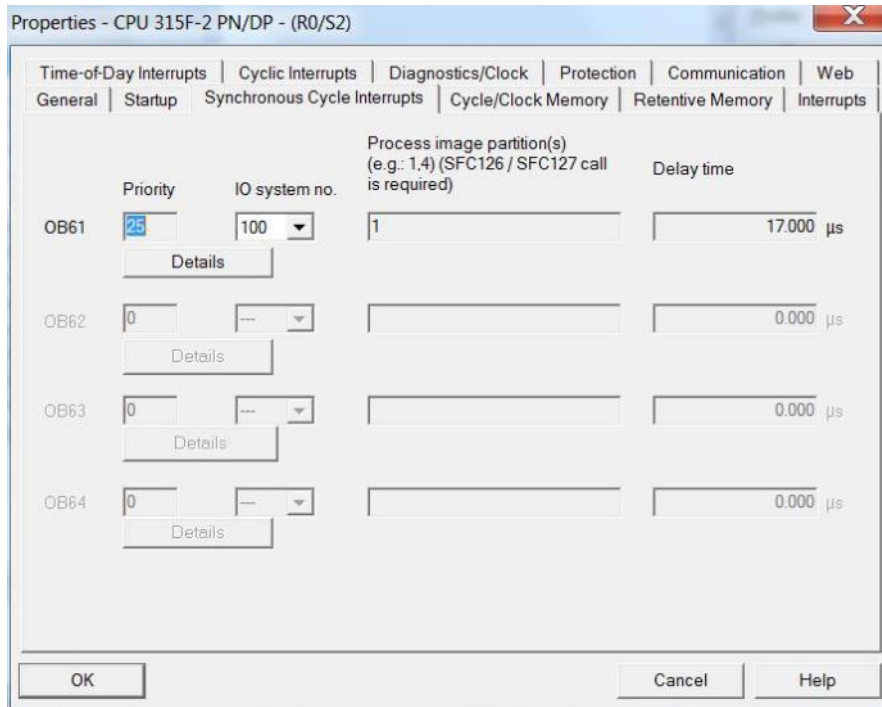 Properties - CPU 315F-2 PN/DP - (R0/S2)
Time-of-Day Interrupts Cyclic Interrupts Diagnostics/Clock Protection Communication Web
General Startup Synchronous Cycle Interrupts Cycle/Clock Memory Retentive Memory Interrupts
Process image partition(s)
(e.g.: 1,4) (SFC126 / SFC127 call
is required)
Priority IO system no. Delay time
OB61 25 100 1 17.000 µs
Details
OB62 0 --- 0.000 µs
Details
OB63 0 --- 0.000 µs
Details
OB64 0 --- 0.000 µs
Details
OK Cancel Help